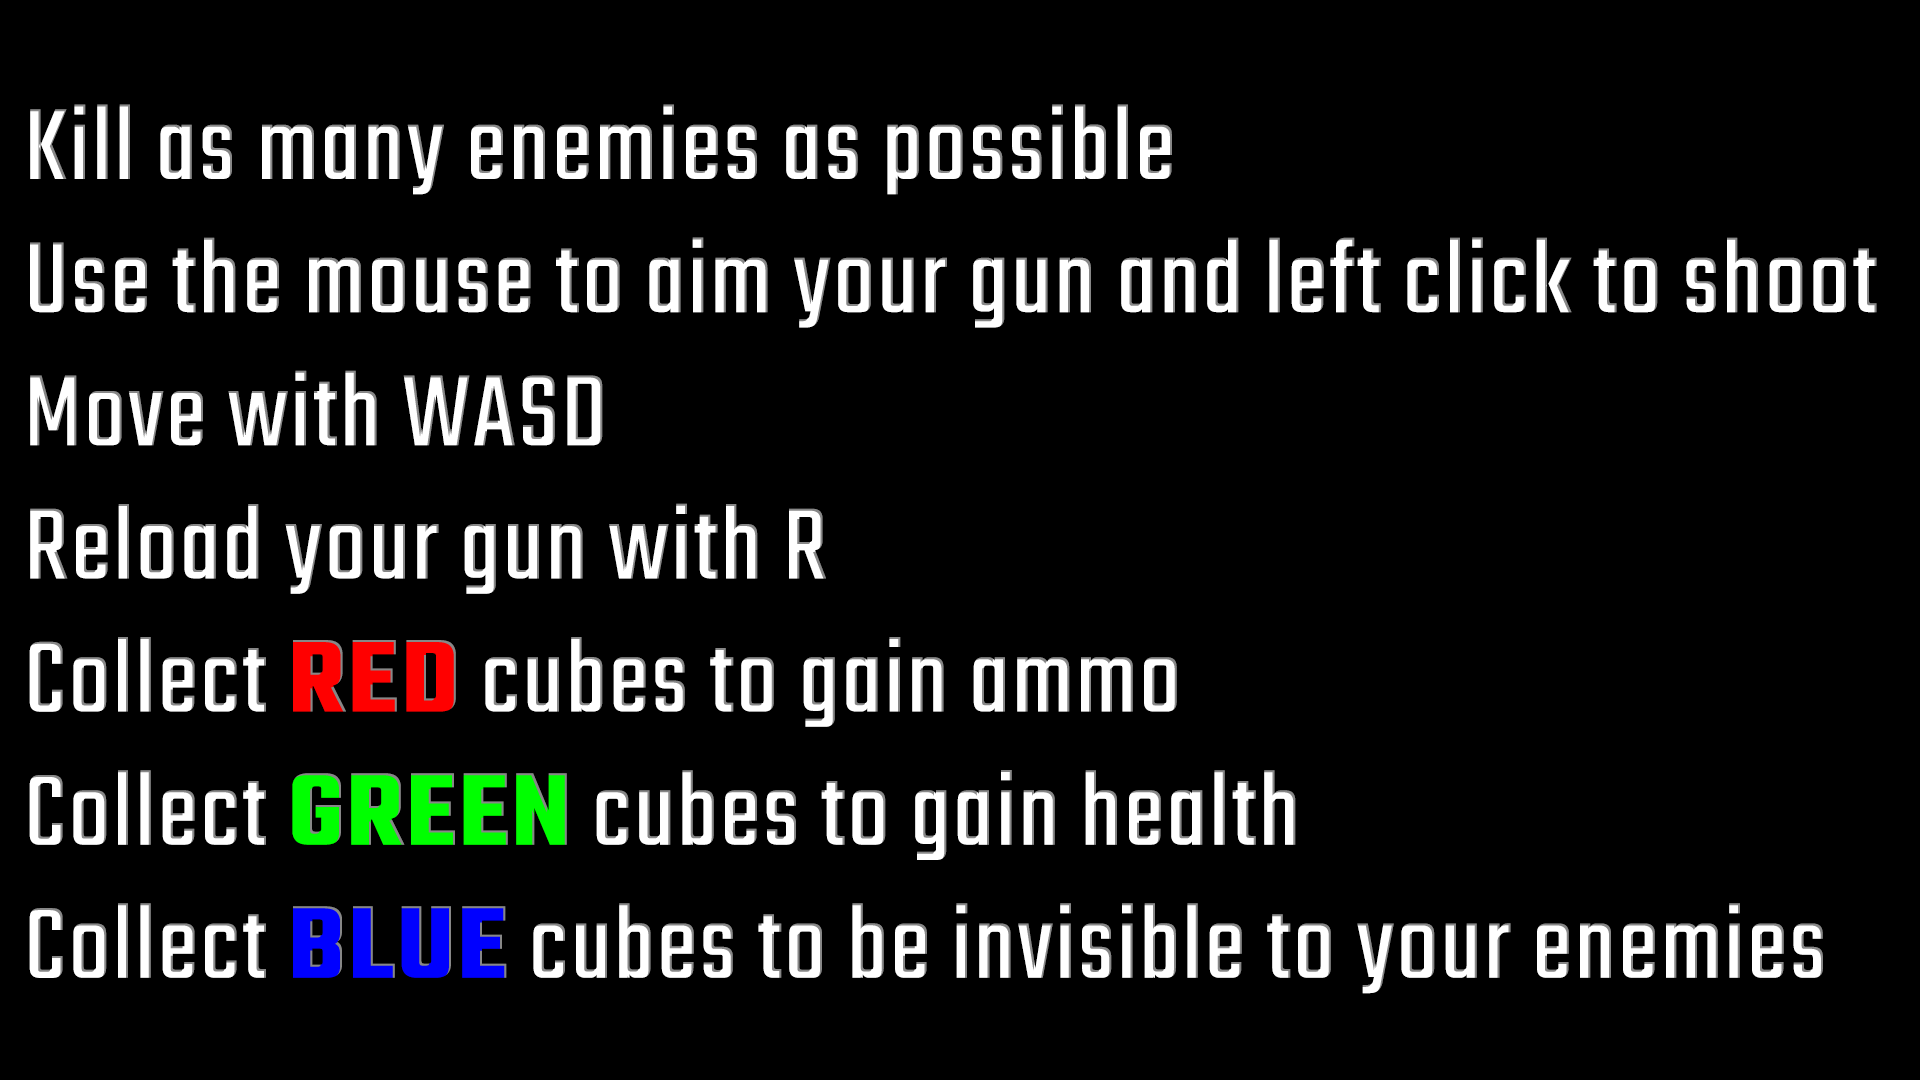 Kill as many enemies as possible
Use the mouse to aim your gun and left click to shoot
Move with WASD
Reload your gun with R
Collect RED cubes to gain ammo
Collect GREEN cubes to gain health
Collect BLUE cubes to be invisible to your enemies